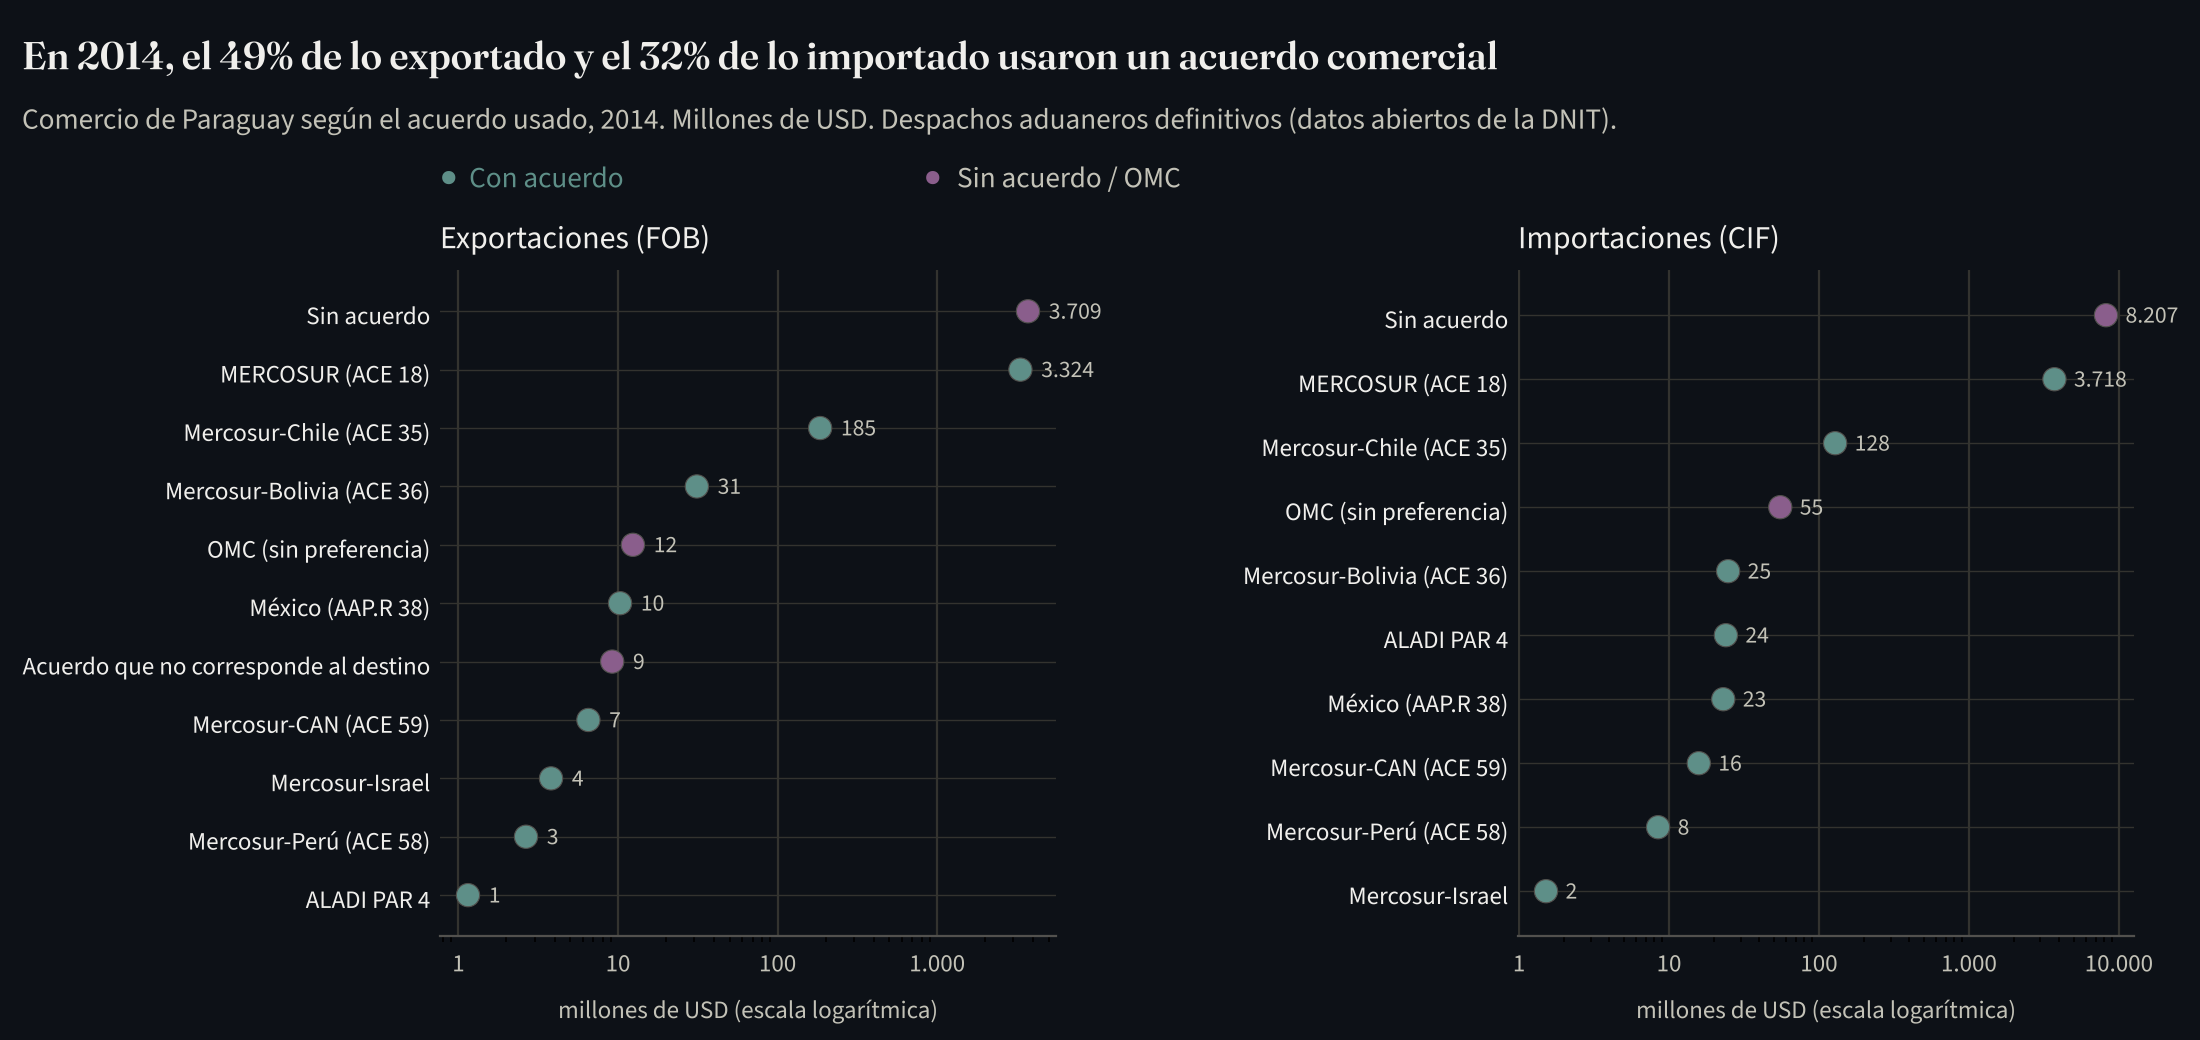 En 2014, el 49% de lo exportado y el 32% de lo importado usaron un acuerdo comercial
Comercio de Paraguay según el acuerdo usado, 2014. Millones de USD. Despachos aduaneros definitivos (datos abiertos de la DNIT).
Con acuerdo
Sin acuerdo / OMC
Exportaciones (FOB)
Sin acuerdo 3.709
MERCOSUR (ACE 18) 3.324
Mercosur-Chile (ACE 35) 185
Mercosur-Bolivia (ACE 36) 31
OMC (sin preferencia) 12
México (AAP.R 38) 10
Acuerdo que no corresponde al destino 9
Mercosur-CAN (ACE 59) 7
Mercosur-Israel 4
Mercosur-Perú (ACE 58) 3
ALADI PAR 4 1
1 10 100 1.000
millones de USD (escala logarítmica)
Importaciones (CIF)
Sin acuerdo 8.207
MERCOSUR (ACE 18) 3.718
Mercosur-Chile (ACE 35) 128
OMC (sin preferencia) 55
Mercosur-Bolivia (ACE 36) 25
ALADI PAR 4 24
México (AAP.R 38) 23
Mercosur-CAN (ACE 59) 16
Mercosur-Perú (ACE 58) 8
Mercosur-Israel 2
1 10 100 1.000 10.000
millones de USD (escala logarítmica)